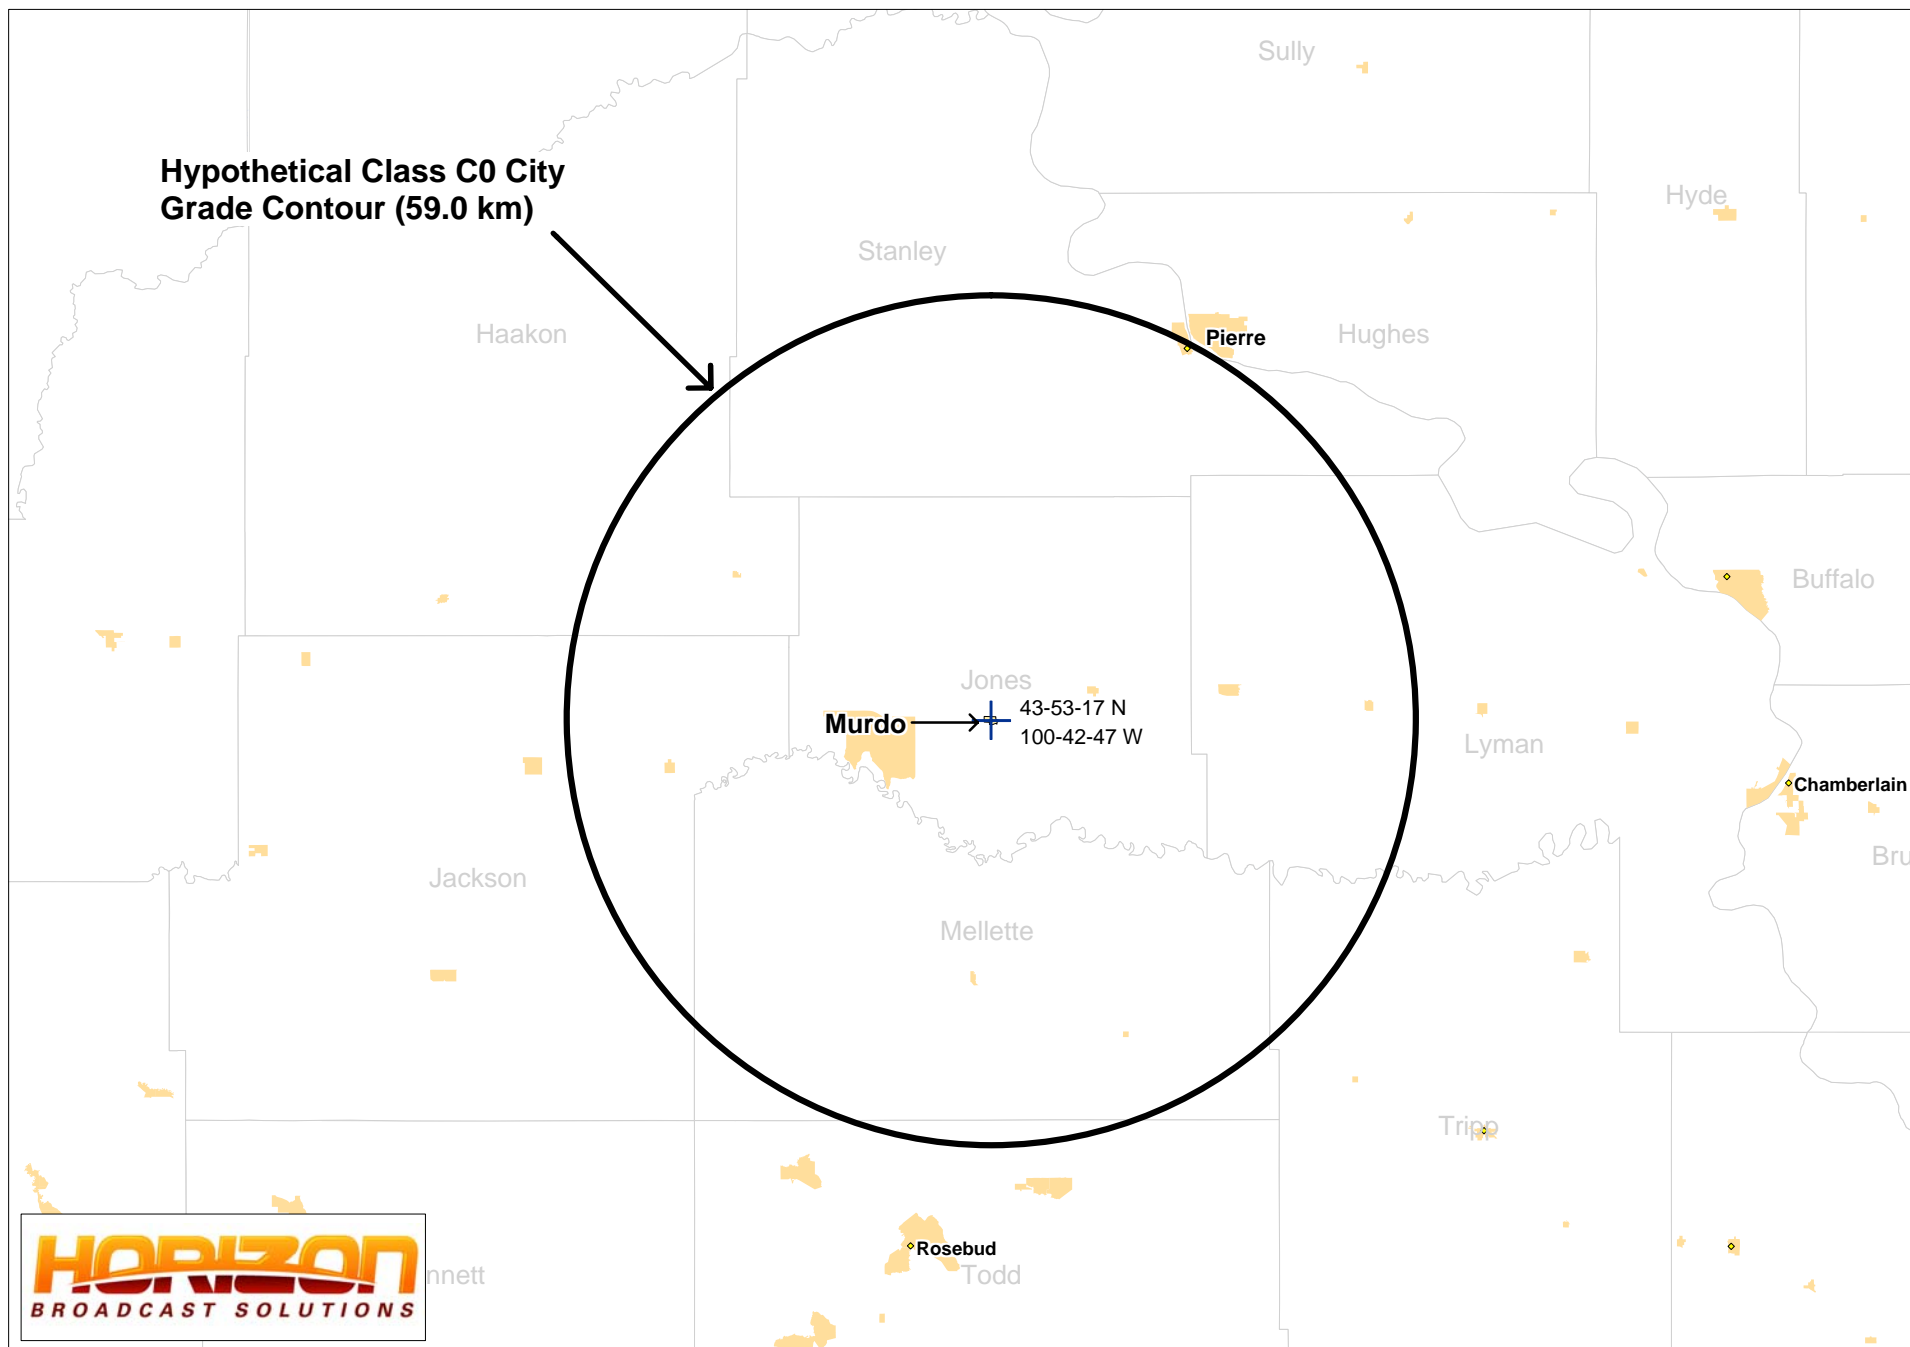 Sully
Hypothetical Class C0 City
Grade Contour (59.0 km)
Hyde
Stanley
Haakon
Pierre
Hughes
Buffalo
Jones
43-53-17 N
Murdo
100-42-47 W
Lyman
Chamberlain
Bru
Jackson
Mellette
Tripp
Rosebud
nnett
Todd
HORIZON
BROADCAST SOLUTIONS